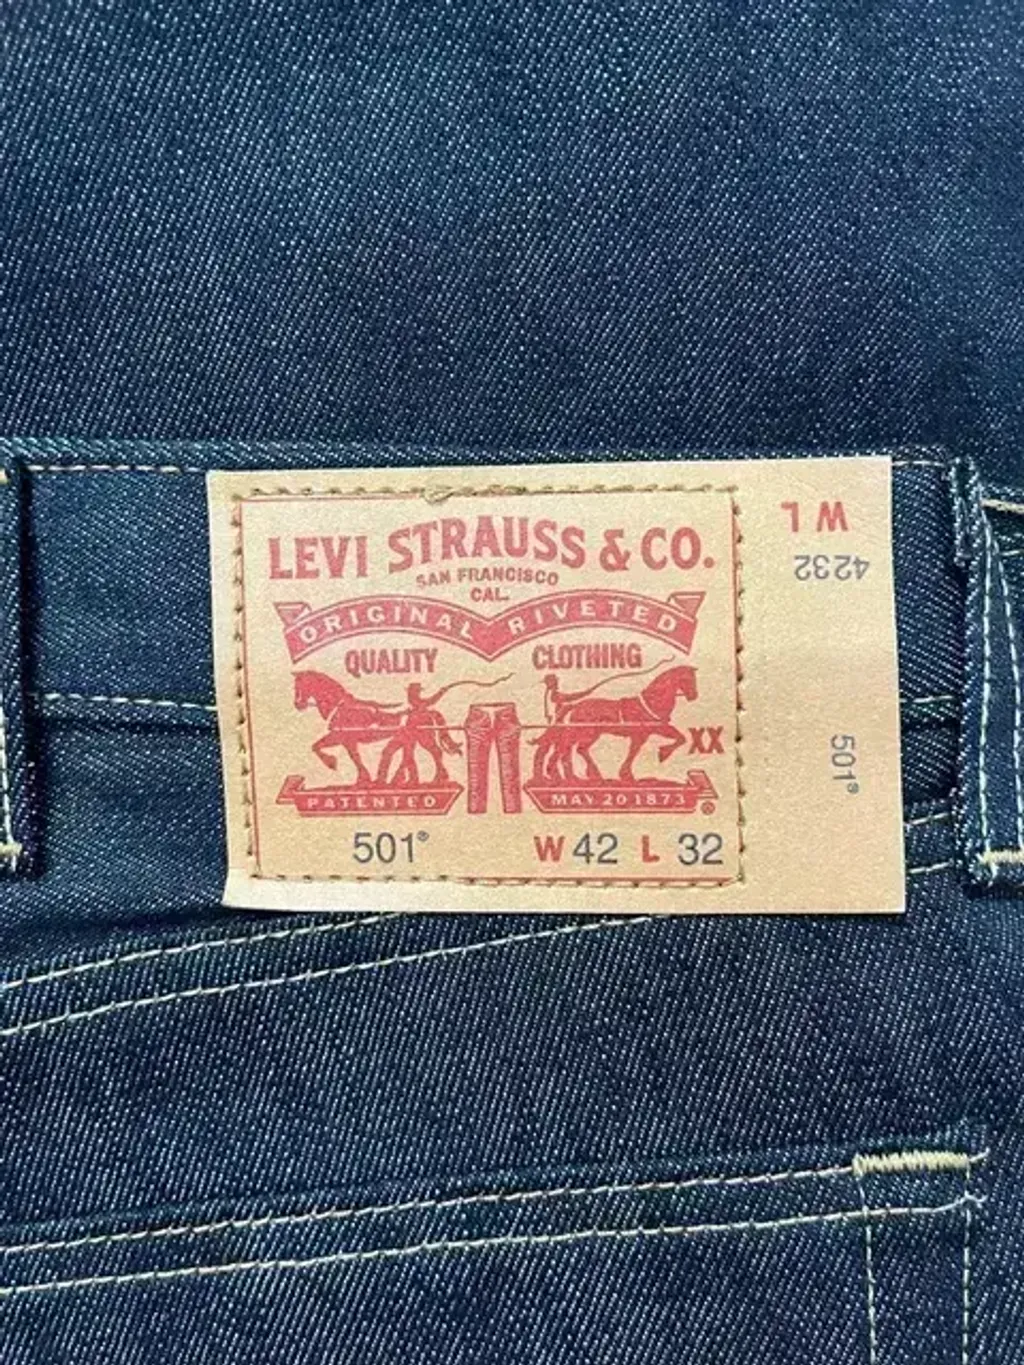 LEVI STRAUSS & CO.
SAN FRANCISCO
CAL.
ORIGINAL RIVETED
QUALITY CLOTHING
XX
PATENTED MAY 20 1873 ®
501® W 42 L 32
W L
4232
501®